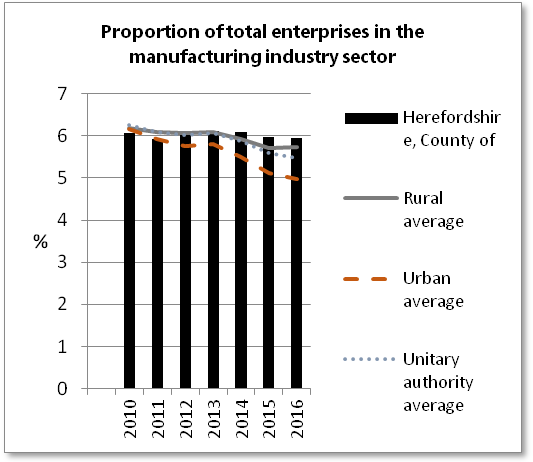 Proportion of total enterprises in the
manufacturing industry sector
7
6
5
4
3
2
1
0
%
2010
2011
2012
2013
2014
2015
2016
Herefordshir
e, County of
Rural
average
Urban
average
Unitary
authority
average